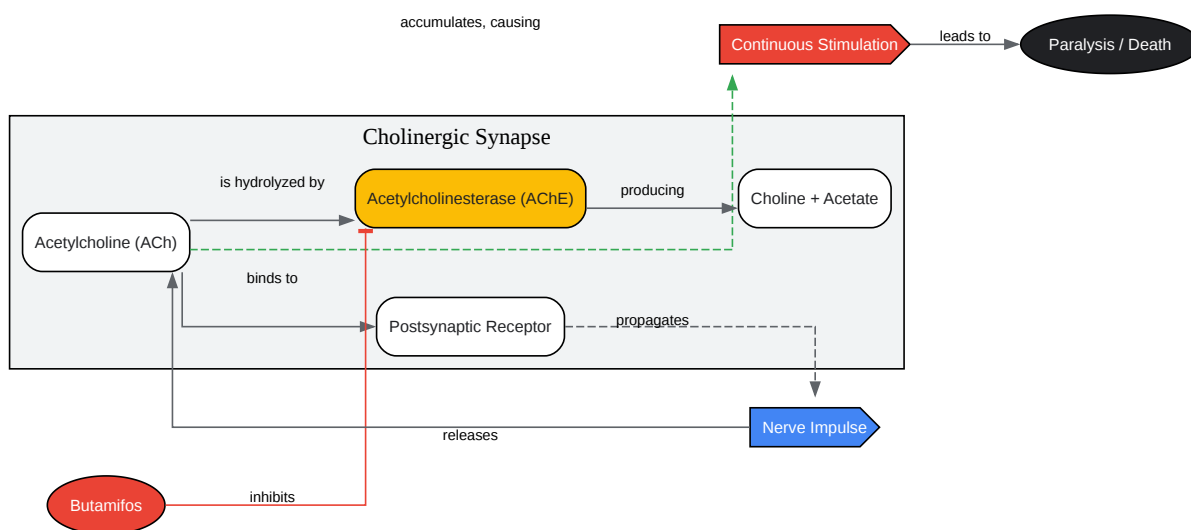 accumulates, causing
Continuous Stimulation
leads to
Paralysis / Death
Cholinergic Synapse
is hydrolyzed by
Acetylcholinesterase (AChE)
producing
Choline + Acetate
Acetylcholine (ACh)
binds to
Postsynaptic Receptor
propagates
Nerve Impulse
releases
Butamifos
inhibits